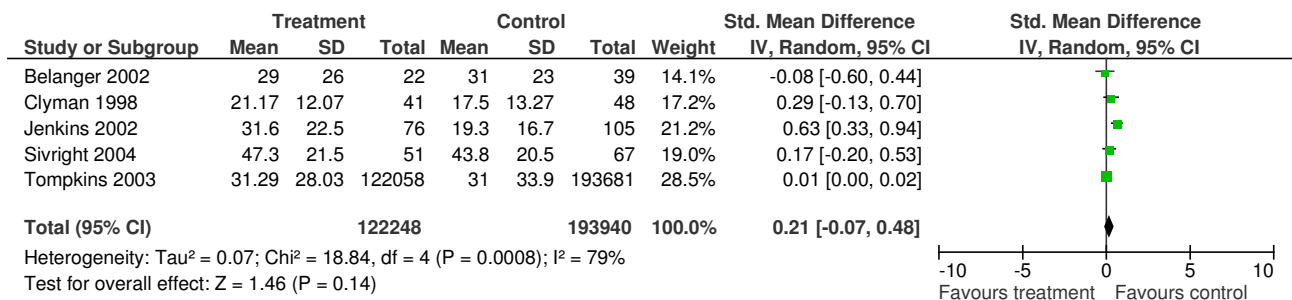 Treatment Control Std. Mean Difference Std. Mean Difference
Study or Subgroup Mean SD Total Mean SD Total Weight IV, Random, 95% CI IV, Random, 95% CI
Belanger 2002 29 26 22 31 23 39 14.1% -0.08 [-0.60, 0.44]
Clyman 1998 21.17 12.07 41 17.5 13.27 48 17.2% 0.29 [-0.13, 0.70]
Jenkins 2002 31.6 22.5 76 19.3 16.7 105 21.2% 0.63 [0.33, 0.94]
Sivright 2004 47.3 21.5 51 43.8 20.5 67 19.0% 0.17 [-0.20, 0.53]
Tompkins 2003 31.29 28.03 122058 31 33.9 193681 28.5% 0.01 [0.00, 0.02]
Total (95% CI) 122248 193940 100.0% 0.21 [-0.07, 0.48]
Heterogeneity: Tau² = 0.07; Chi² = 18.84, df = 4 (P = 0.0008); I² = 79%
Test for overall effect: Z = 1.46 (P = 0.14)
-10 -5 0 5 10
Favours treatment Favours control